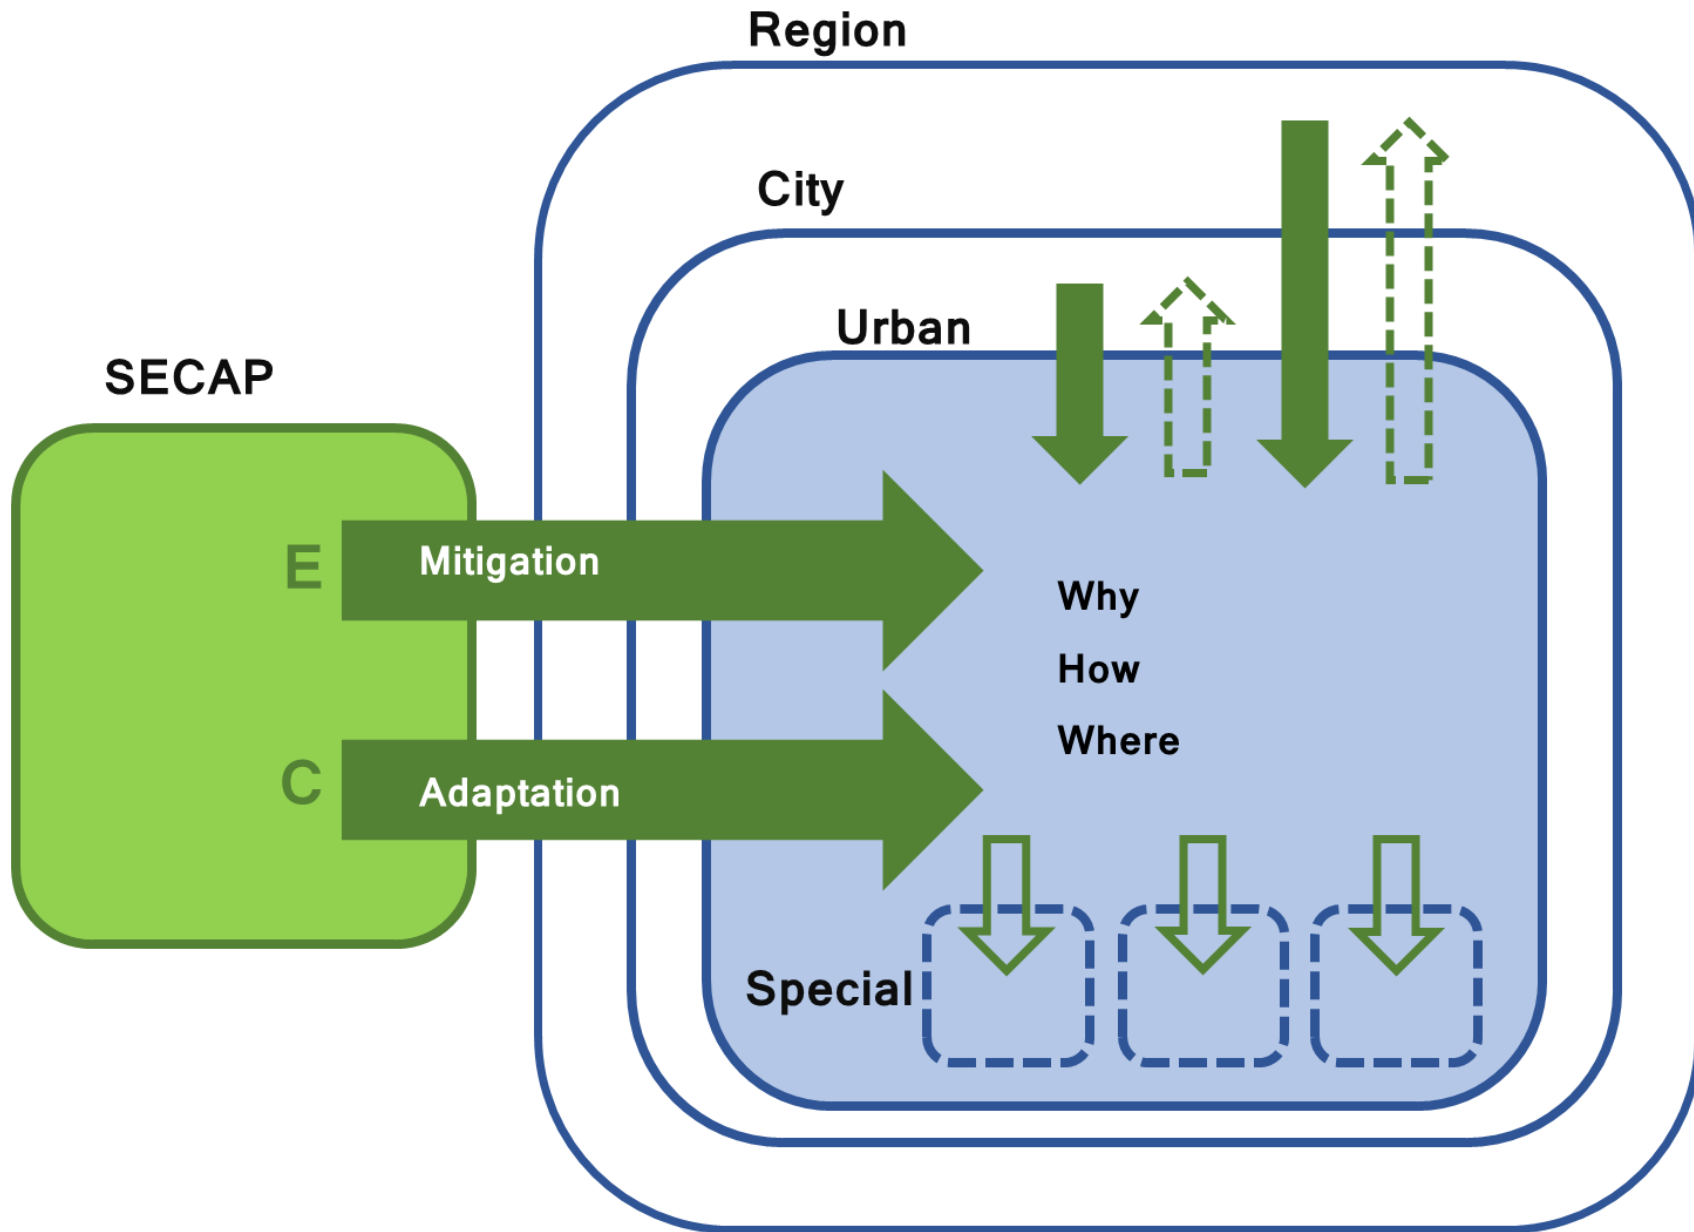 Region
City
Urban
SECAP
E
Mitigation
Why
How
Where
C
Adaptation
Special